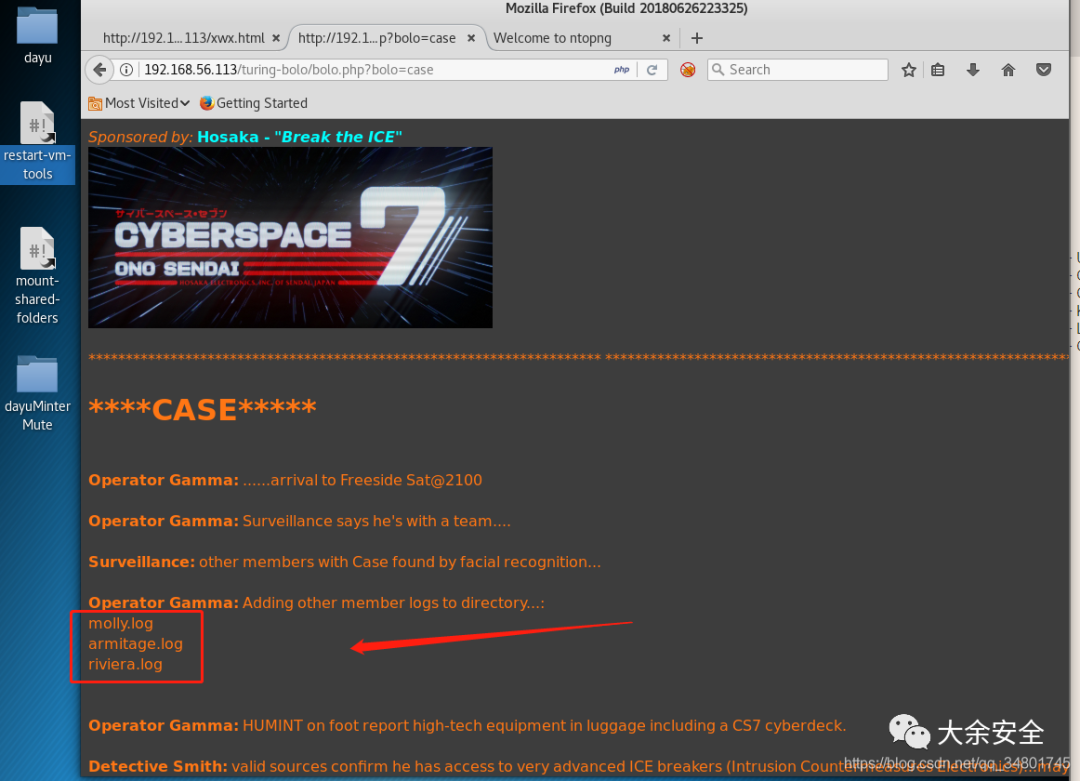 Mozilla Firefox (Build 20180626223325)
dayu
restart-vm-tools
mount-shared-folders
dayuMinterMute
http://192.1...113/xwx.html
http://192.1...p?bolo=case
Welcome to ntopng
192.168.56.113/turing-bolo/bolo.php?bolo=case
php
Search
Most Visited
Getting Started
Sponsored by: Hosaka - "Break the ICE"
サイバースペース・セブン
CYBERSPACE 7
ONO SENDAI
HOSAKA ELECTRONICS, INC. OF SENDAI, JAPAN
****CASE*****
Operator Gamma: ......arrival to Freeside Sat@2100
Operator Gamma: Surveillance says he's with a team....
Surveillance: other members with Case found by facial recognition...
Operator Gamma: Adding other member logs to directory...:
molly.log
armitage.log
riviera.log
Operator Gamma: HUMINT on foot report high-tech equipment in luggage including a CS7 cyberdeck.
大余安全
Detective Smith: valid sources confirm he has access to very advanced ICE breakers (Intrusion Countermeasures Electronics)...
https://blog.csdn.net/qq_34801745